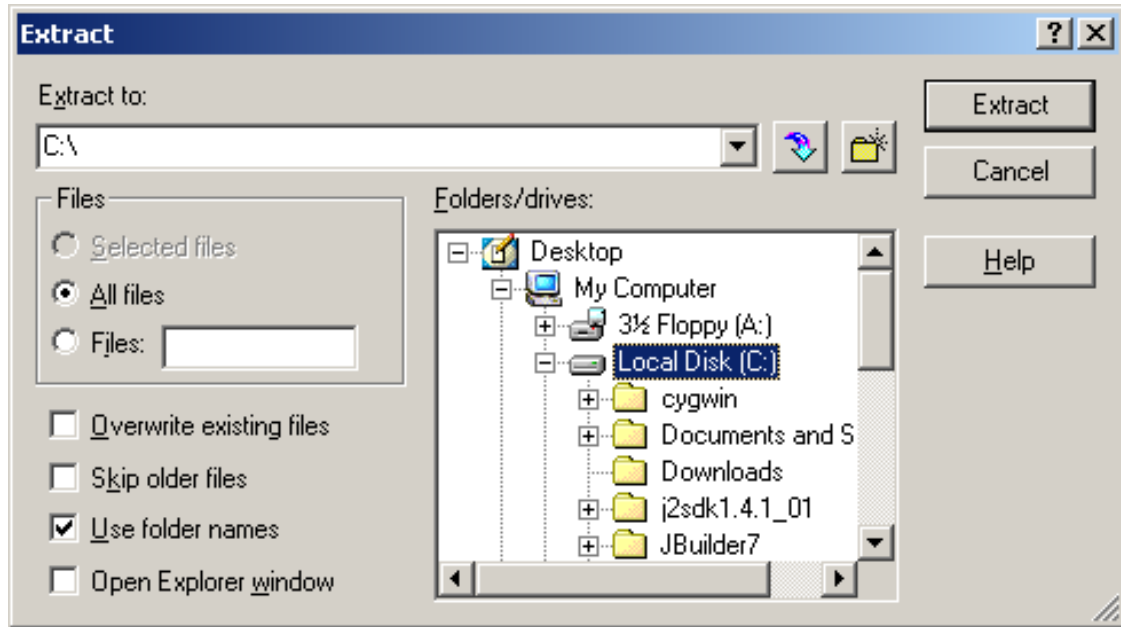 Extract
Extract to:
Extract
C:\
Cancel
Files
Folders/drives:
Selected files
Desktop
Help
All files
My Computer
Files:
3½ Floppy (A:)
Local Disk (C:)
cygwin
Overwrite existing files
Documents and S
Skip older files
Downloads
Use folder names
j2sdk1.4.1_01
JBuilder7
Open Explorer window